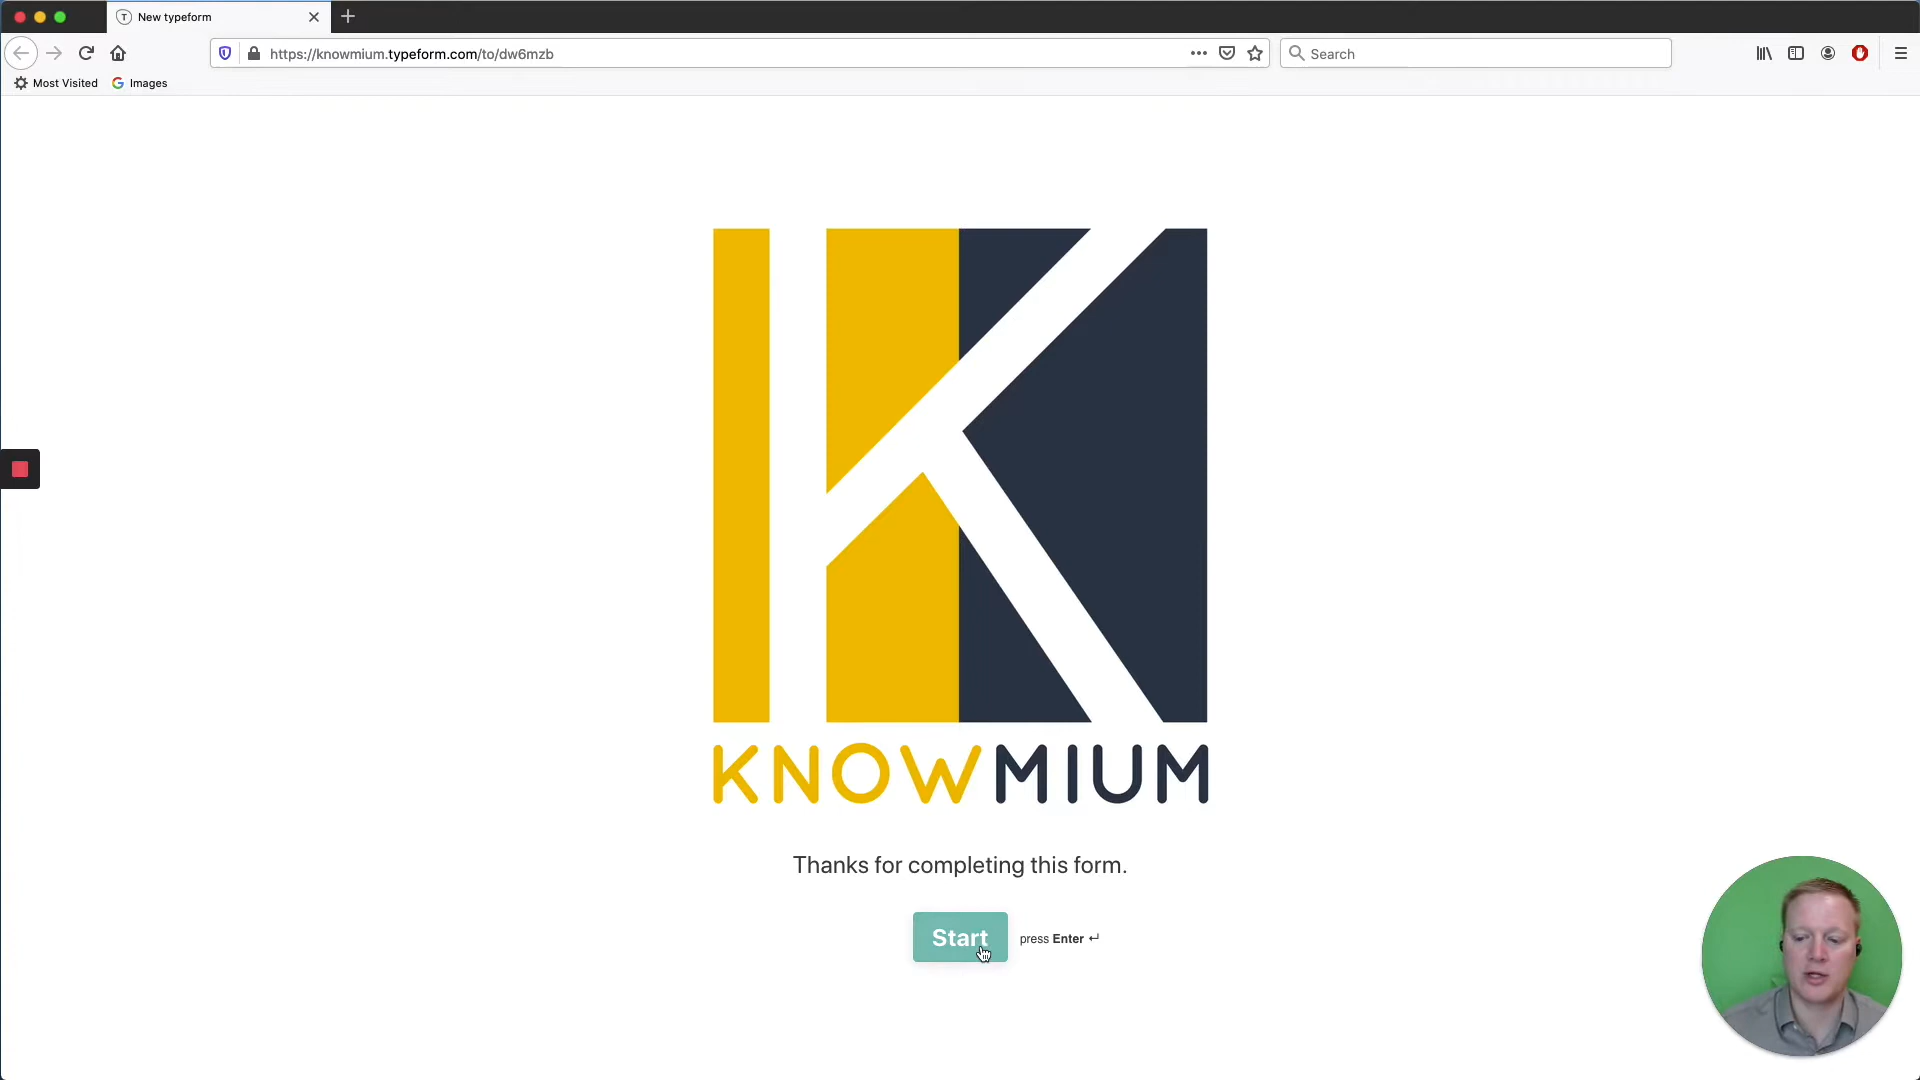 New typeform
https://knowmium.typeform.com/to/dw6mzb
Search
Most Visited
Images
KNOWMIUM
Thanks for completing this form.
Start
press Enter ↵